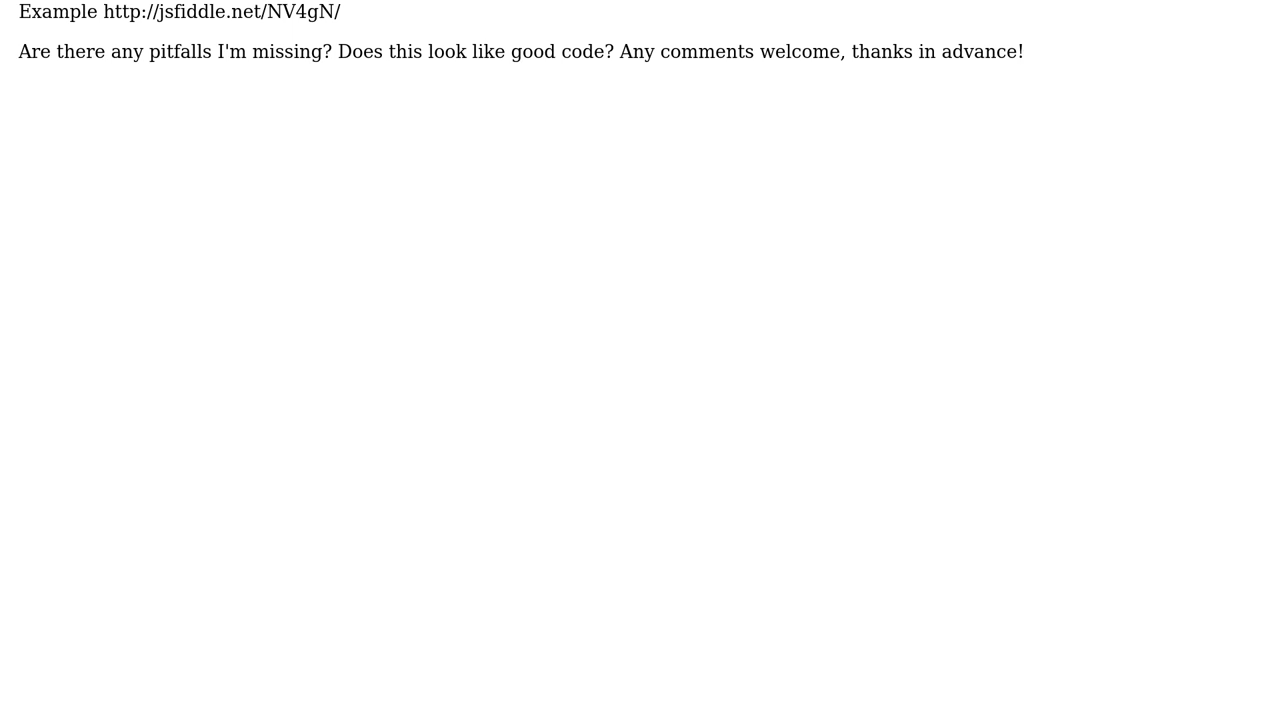 Example http://jsfiddle.net/NV4gN/
Are there any pitfalls I'm missing? Does this look like good code? Any comments welcome, thanks in advance!